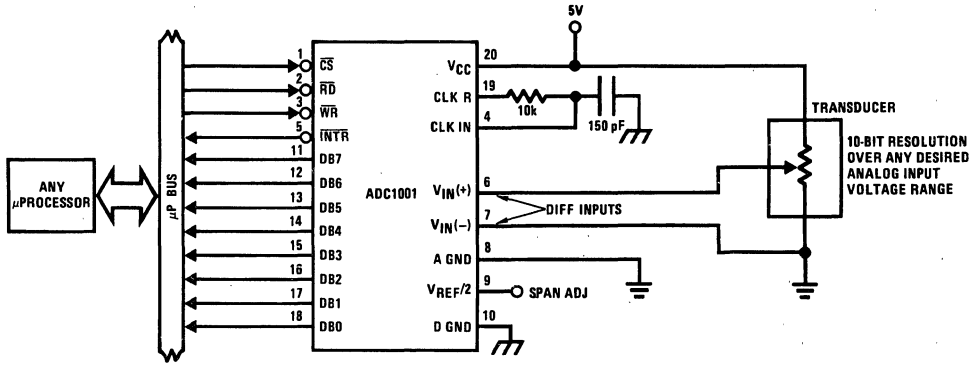 5V
1
CS
2
RD
3
WR
5
INTR
11
DB7
12
DB6
13
DB5
14
DB4
15
DB3
16
DB2
17
DB1
18
DB0
ANY
μPROCESSOR
μP BUS
ADC1001
20
VCC
19
CLK R
10k
4
CLK IN
150 pF
6
VIN(+)
DIFF INPUTS
7
VIN(−)
8
A GND
9
VREF/2
SPAN ADJ
10
D GND
TRANSDUCER
10-BIT RESOLUTION
OVER ANY DESIRED
ANALOG INPUT
VOLTAGE RANGE